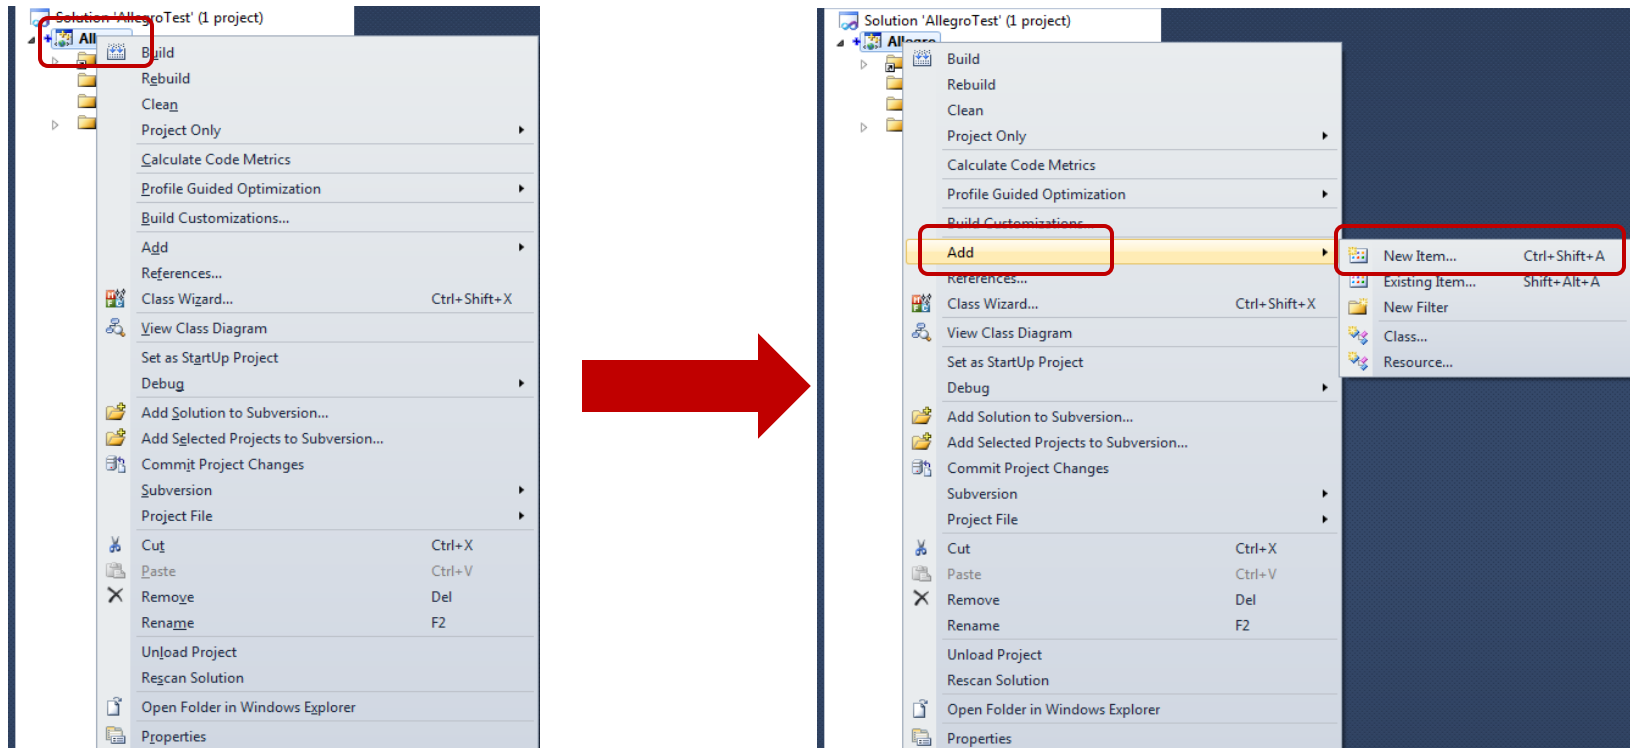 Solution 'AllegroTest' (1 project)
All
Build
Rebuild
Clean
Project Only
Calculate Code Metrics
Profile Guided Optimization
Build Customizations...
Add
References...
Class Wizard... Ctrl+Shift+X
View Class Diagram
Set as StartUp Project
Debug
Add Solution to Subversion...
Add Selected Projects to Subversion...
Commit Project Changes
Subversion
Project File
Cut Ctrl+X
Paste Ctrl+V
Remove Del
Rename F2
Unload Project
Rescan Solution
Open Folder in Windows Explorer
Properties
Solution 'AllegroTest' (1 project)
Allegro
Build
Rebuild
Clean
Project Only
Calculate Code Metrics
Profile Guided Optimization
Build Customizations...
Add
References...
Class Wizard... Ctrl+Shift+X
View Class Diagram
Set as StartUp Project
Debug
Add Solution to Subversion...
Add Selected Projects to Subversion...
Commit Project Changes
Subversion
Project File
Cut Ctrl+X
Paste Ctrl+V
Remove Del
Rename F2
Unload Project
Rescan Solution
Open Folder in Windows Explorer
Properties
New Item... Ctrl+Shift+A
Existing Item... Shift+Alt+A
New Filter
Class...
Resource...